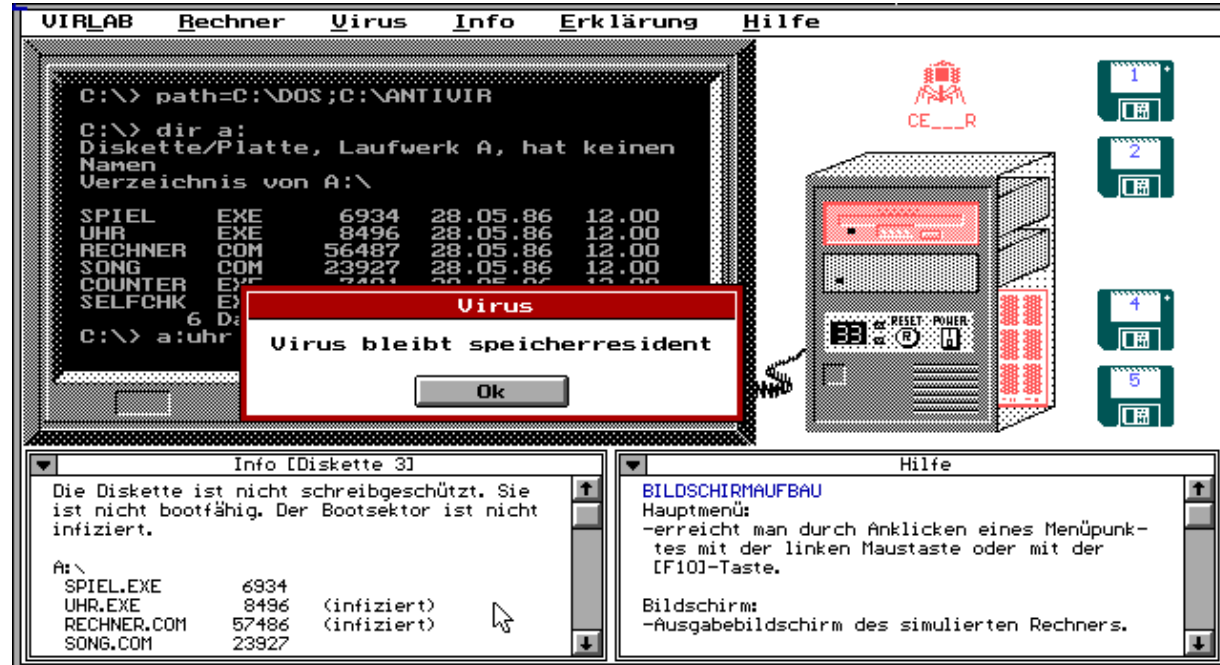 VIRLAB Rechner Virus Info Erklärung Hilfe
C:\> path=C:\DOS;C:\ANTIVIR
C:\> dir a:
Diskette/Platte, Laufwerk A, hat keinen
Namen
Verzeichnis von A:\
SPIEL EXE 6934 28.05.86 12.00
UHR EXE 8496 28.05.86 12.00
RECHNER COM 56487 28.05.86 12.00
SONG COM 23927 28.05.86 12.00
COUNTER
SELFCHK
6
C:\> a:uhr
Virus
Virus bleibt speicherresident
Ok
CE___R
RESET POWER
R
1
2
4
5
Info [Diskette 3]
Die Diskette ist nicht schreibgeschützt. Sie
ist nicht bootfähig. Der Bootsektor ist nicht
infiziert.
A:\
SPIEL.EXE 6934
UHR.EXE 8496 (infiziert)
RECHNER.COM 57486 (infiziert)
SONG.COM 23927
Hilfe
BILDSCHIRMAUFBAU
Hauptmenü:
-erreicht man durch Anklicken eines Menüpunk-
tes mit der linken Maustaste oder mit der
[F10]-Taste.
Bildschirm:
-Ausgabebildschirm des simulierten Rechners.